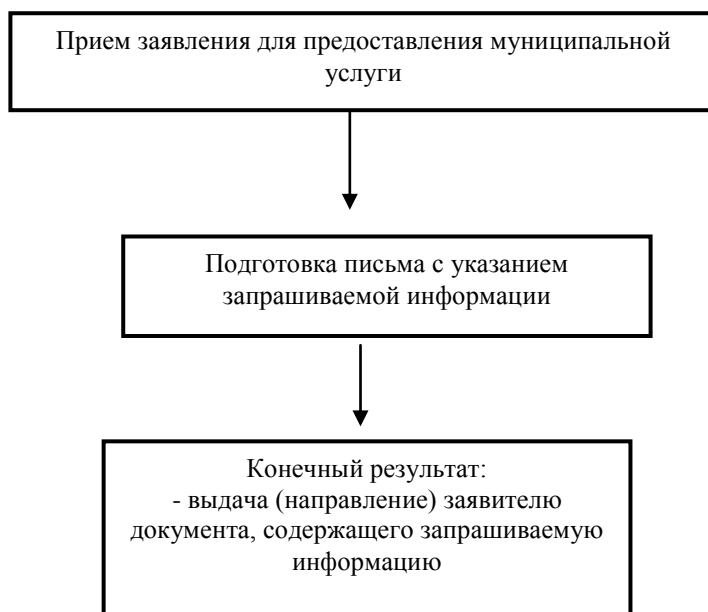 Прием заявления для предоставления муниципальной
услуги
Подготовка письма с указанием
запрашиваемой информации
Конечный результат:
- выдача (направление) заявителю
документа, содержащего запрашиваемую
информацию